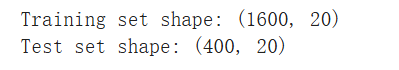 Training set shape: (1600, 20)
Test set shape: (400, 20)